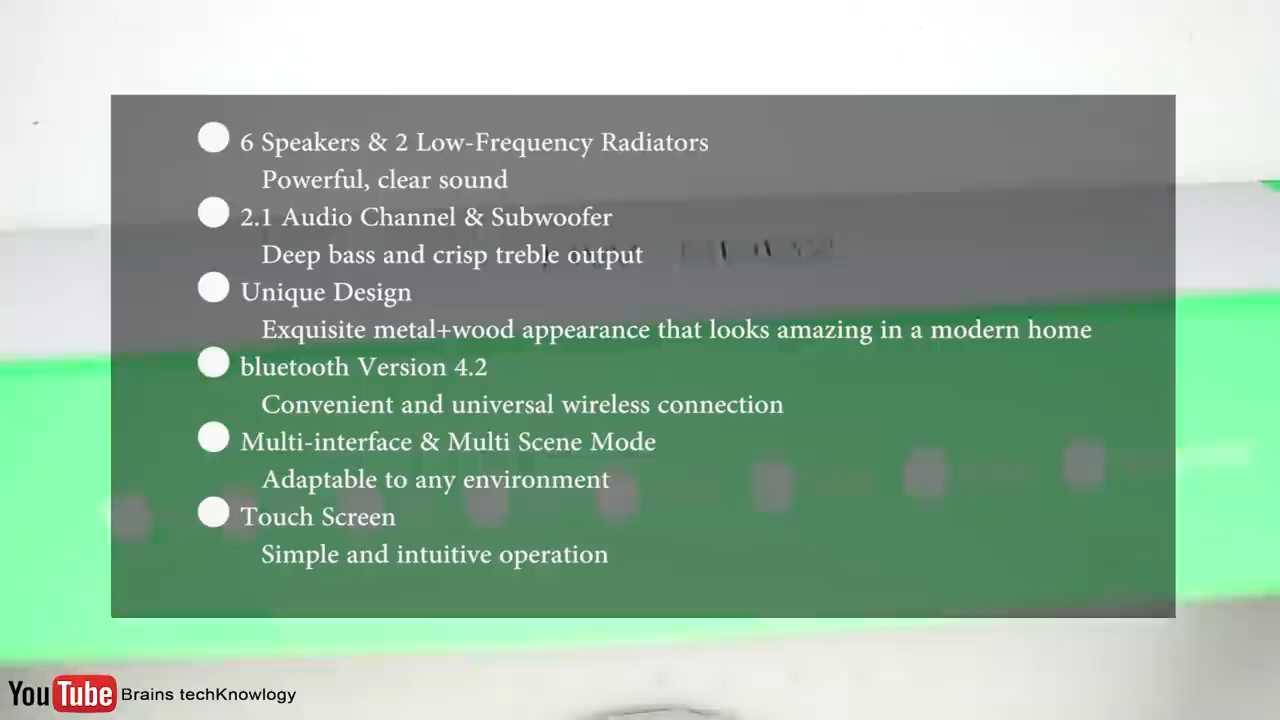 6 Speakers & 2 Low-Frequency Radiators
Powerful, clear sound
2.1 Audio Channel & Subwoofer
Deep bass and crisp treble output
Unique Design
Exquisite metal+wood appearance that looks amazing in a modern home
bluetooth Version 4.2
Convenient and universal wireless connection
Multi-interface & Multi Scene Mode
Adaptable to any environment
Touch Screen
Simple and intuitive operation
YouTube Brains techKnowlogy